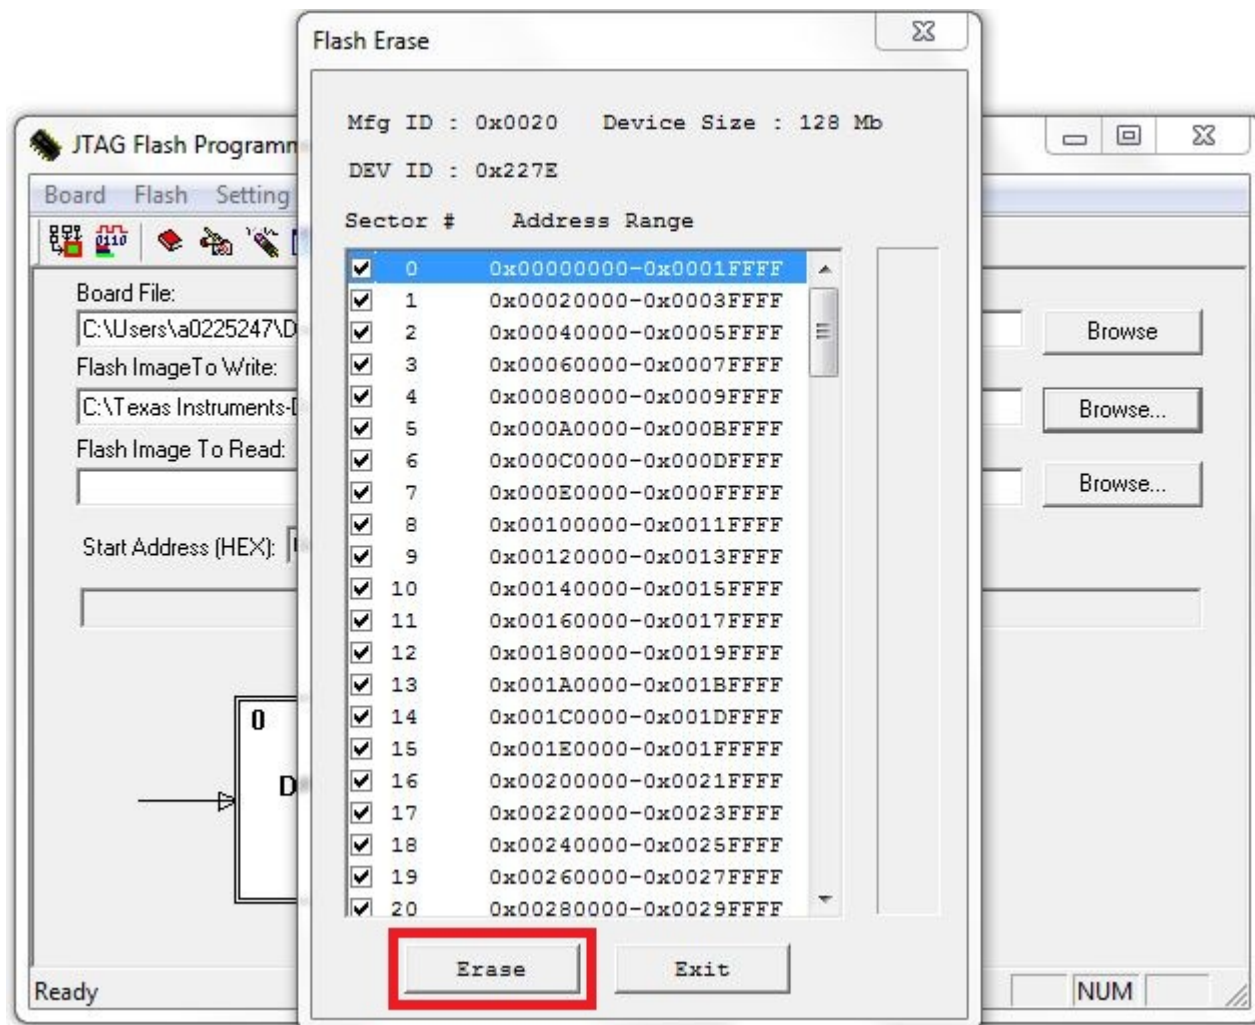 Flash Erase
Mfg ID : 0x0020 Device Size : 128 Mb
DEV ID : 0x227E
Sector # Address Range
0 0x00000000-0x0001FFFF
1 0x00020000-0x0003FFFF
2 0x00040000-0x0005FFFF
3 0x00060000-0x0007FFFF
4 0x00080000-0x0009FFFF
5 0x000A0000-0x000BFFFF
6 0x000C0000-0x000DFFFF
7 0x000E0000-0x000FFFFF
8 0x00100000-0x0011FFFF
9 0x00120000-0x0013FFFF
10 0x00140000-0x0015FFFF
11 0x00160000-0x0017FFFF
12 0x00180000-0x0019FFFF
13 0x001A0000-0x001BFFFF
14 0x001C0000-0x001DFFFF
15 0x001E0000-0x001FFFFF
16 0x00200000-0x0021FFFF
17 0x00220000-0x0023FFFF
18 0x00240000-0x0025FFFF
19 0x00260000-0x0027FFFF
20 0x00280000-0x0029FFFF
Erase Exit
JTAG Flash Programm
Board Flash Setting
Board File:
C:\Users\a0225247\D
Browse
Flash ImageTo Write:
C:\Texas Instruments-D
Browse...
Flash Image To Read:
Browse...
Start Address (HEX):
0
D
Ready
NUM